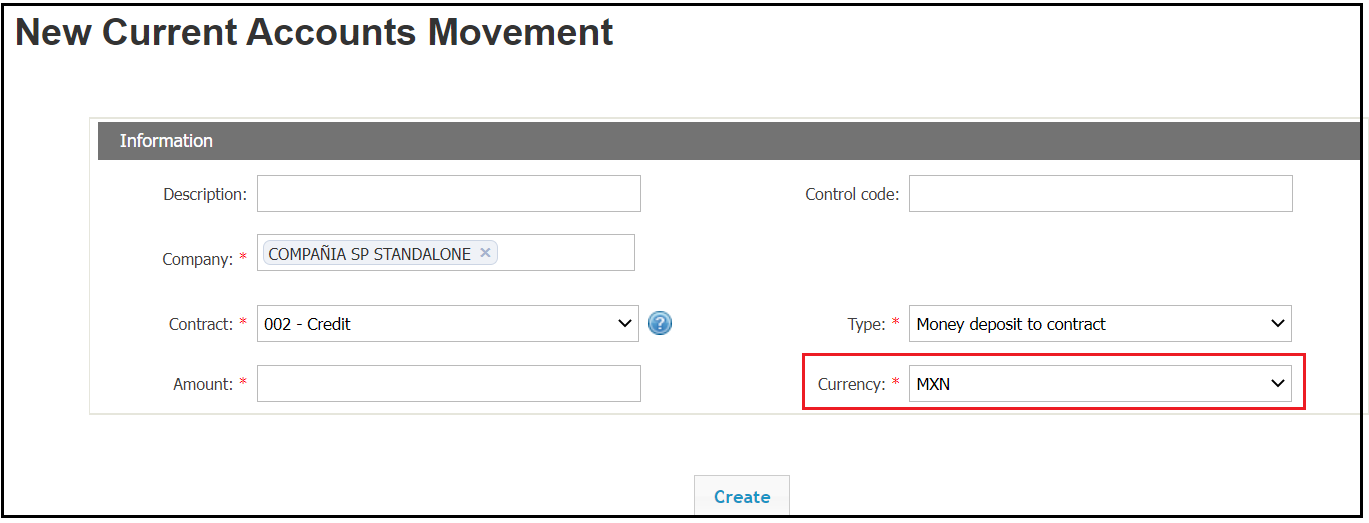 New Current Accounts Movement
Information
Description:
Control code:
Company: * COMPAÑIA SP STANDALONE ×
Contract: * 002 - Credit ?
Type: * Money deposit to contract
Amount: *
Currency: * MXN
Create